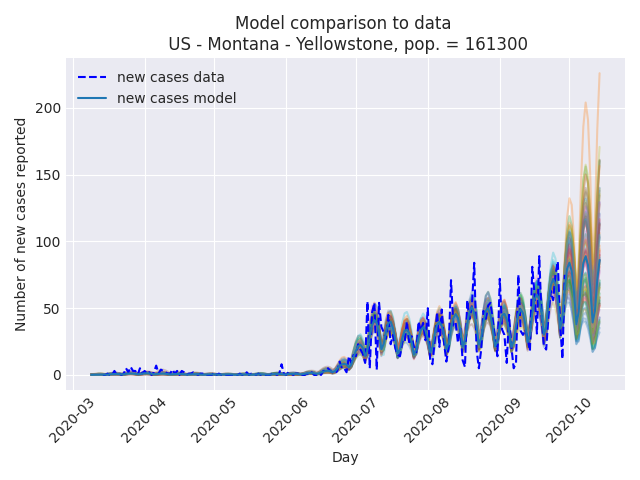 Model comparison to data
US - Montana - Yellowstone, pop. = 161300
new cases data
new cases model
Number of new cases reported
200
150
100
50
0
2020-03
2020-04
2020-05
2020-06
2020-07
2020-08
2020-09
2020-10
Day